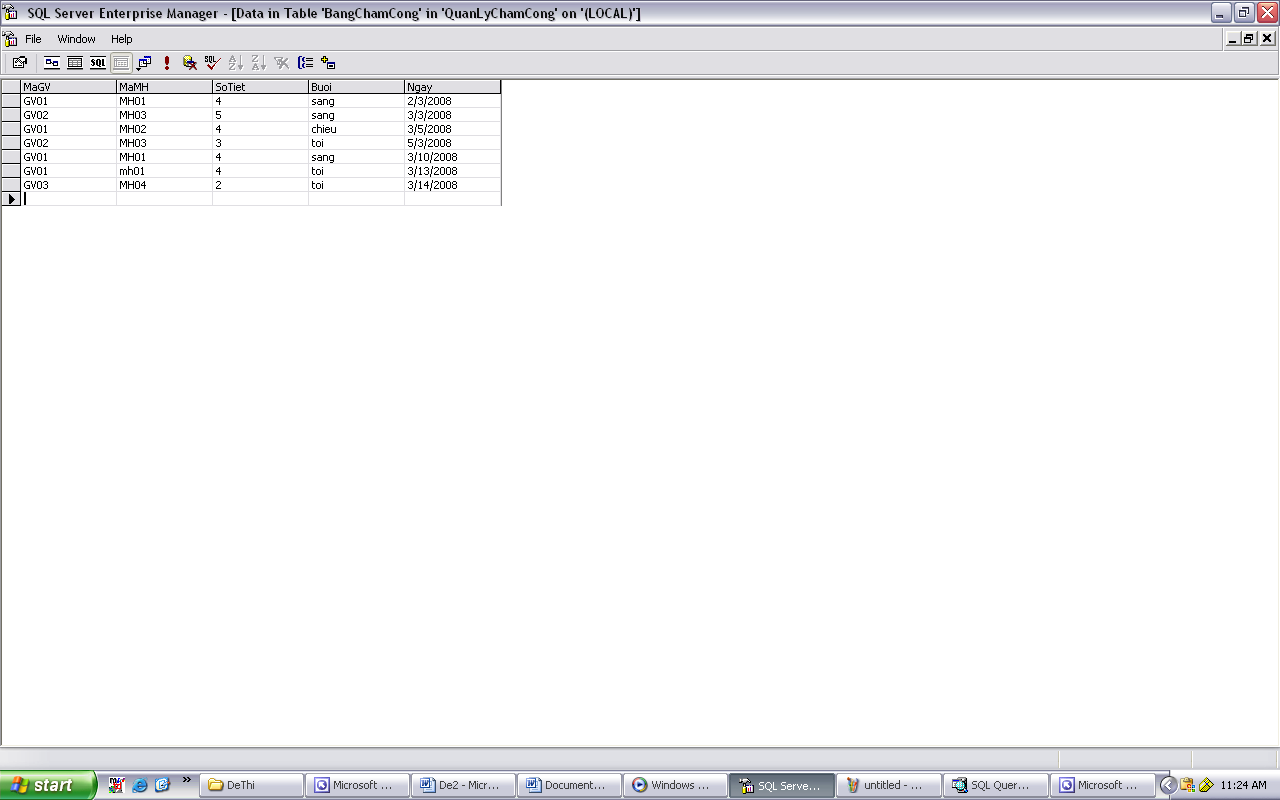 SQL Server Enterprise Manager - [Data in Table 'BangChamCong' in 'QuanLyChamCong' on '(LOCAL)']
File Window Help
SQL SQL A Z Z A
MaGV MaMH SoTiet Buoi Ngay
GV01 MH01 4 sang 2/3/2008
GV02 MH03 5 sang 3/3/2008
GV01 MH02 4 chieu 3/5/2008
GV02 MH03 3 toi 5/3/2008
GV01 MH01 4 sang 3/10/2008
GV01 mh01 4 toi 3/13/2008
GV03 MH04 2 toi 3/14/2008
start DeThi Microsoft ... De2 - Micr... Document... Windows ... SQL Serve... untitled - ... SQL Quer... Microsoft ... 11:24 AM